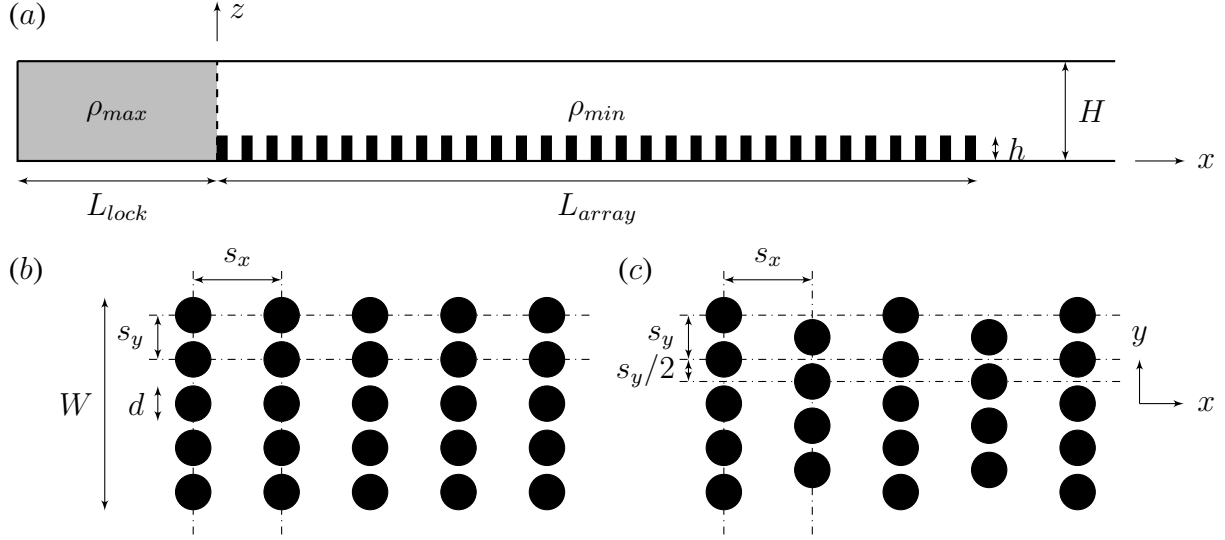 (a)
z
ρ_max
ρ_min
H
h
x
L_lock
L_array
(b)
s_x
s_y
W
d
(c)
s_x
s_y
s_y/2
y
x